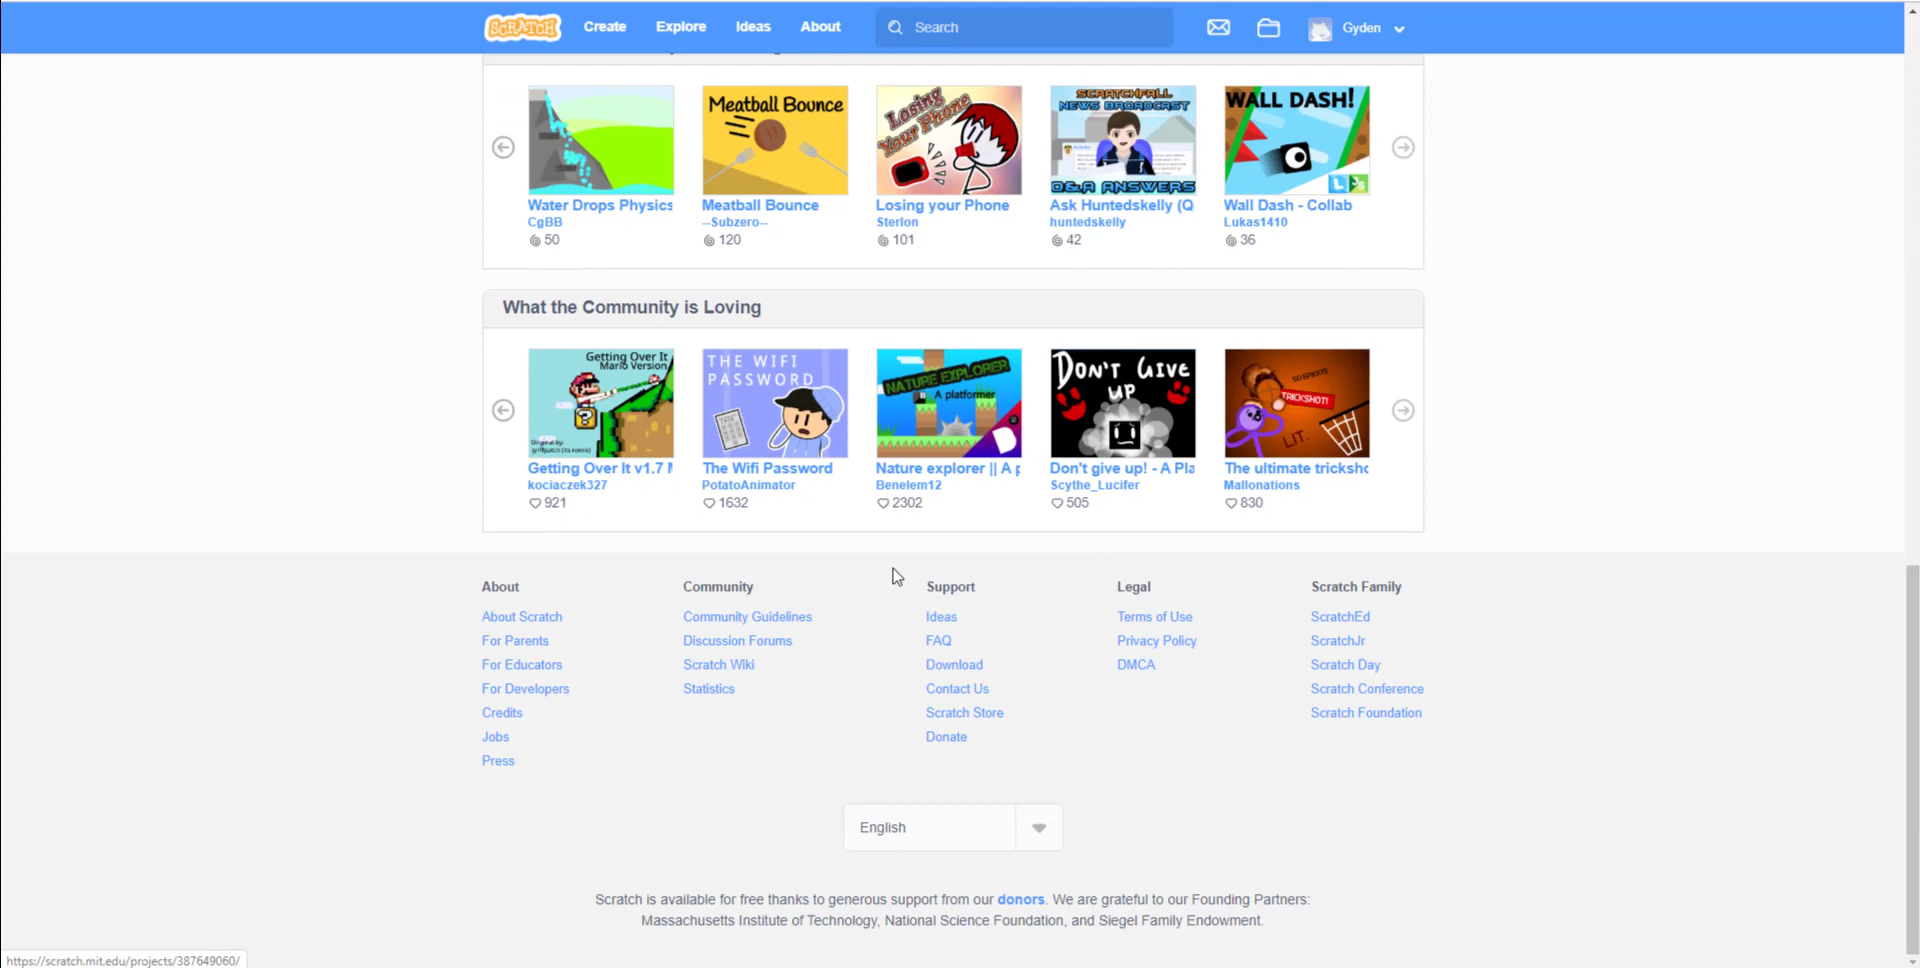 SCRATCH Create Explore Ideas About Search Gyden
Meatball Bounce
Losing Your Phone
SCRATCHFALL NEWS BROADCAST
Q&A ANSWERS
WALL DASH!
Water Drops Physics Meatball Bounce Losing your Phone Ask Huntedskelly (Q Wall Dash - Collab
CgBB --Subzero-- Sterlon huntedskelly Lukas1410
50 120 101 42 36
What the Community is Loving
Getting Over It
Mario Version
Original by:
griffpatch (its remix)
THE WIFI
PASSWORD
NATURE EXPLORER
A platformer
DON'T GIVE
UP
SO EPIC!!!
TRICKSHOT!
LIT.
Getting Over It v1.7 The Wifi Password Nature explorer || A p Don't give up! - A Pla The ultimate tricksho
kociaczek327 PotatoAnimator Benelem12 Scythe_Lucifer Mallonations
921 1632 2302 505 830
About Community Support Legal Scratch Family
About Scratch Community Guidelines Ideas Terms of Use ScratchEd
For Parents Discussion Forums FAQ Privacy Policy ScratchJr
For Educators Scratch Wiki Download DMCA Scratch Day
For Developers Statistics Contact Us Scratch Conference
Credits Scratch Store Scratch Foundation
Jobs Donate
Press
English
Scratch is available for free thanks to generous support from our donors. We are grateful to our Founding Partners:
Massachusetts Institute of Technology, National Science Foundation, and Siegel Family Endowment.
https://scratch.mit.edu/projects/387649060/